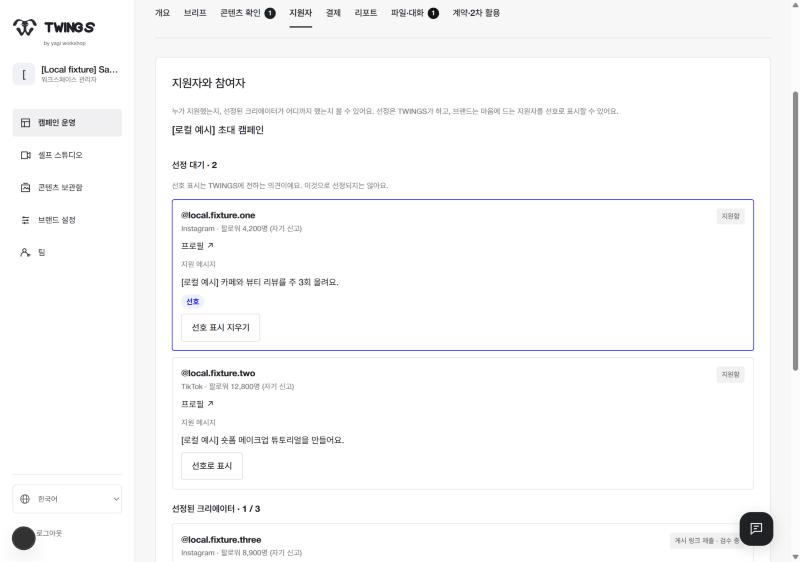 TWINGS
by yagi workshop
[
[Local fixture] Sa...
워크스페이스 관리자
캠페인 운영
셀프 스튜디오
콘텐츠 보관함
브랜드 설정
팀
한국어
로그아웃
개요
브리프
콘텐츠 확인 1
지원자
결제
리포트
파일·대화 1
계약·2차 활용
지원자와 참여자
누가 지원했는지, 선정된 크리에이터가 어디까지 했는지 볼 수 있어요. 선정은 TWINGS가 하고, 브랜드는 마음에 드는 지원자를 선호로 표시할 수 있어요.
[로컬 예시] 초대 캠페인
선정 대기 · 2
선호 표시는 TWINGS에 전하는 의견이에요. 이것으로 선정되지는 않아요.
@local.fixture.one
지원함
Instagram · 팔로워 4,200명 (자기 신고)
프로필 ↗
지원 메시지
[로컬 예시] 카페와 뷰티 리뷰를 주 3회 올려요.
선호
선호 표시 지우기
@local.fixture.two
지원함
TikTok · 팔로워 12,800명 (자기 신고)
프로필 ↗
지원 메시지
[로컬 예시] 숏폼 메이크업 튜토리얼을 만들어요.
선호로 표시
선정된 크리에이터 · 1 / 3
@local.fixture.three
게시 링크 제출 · 검수 중
Instagram · 팔로워 8,900명 (자기 신고)